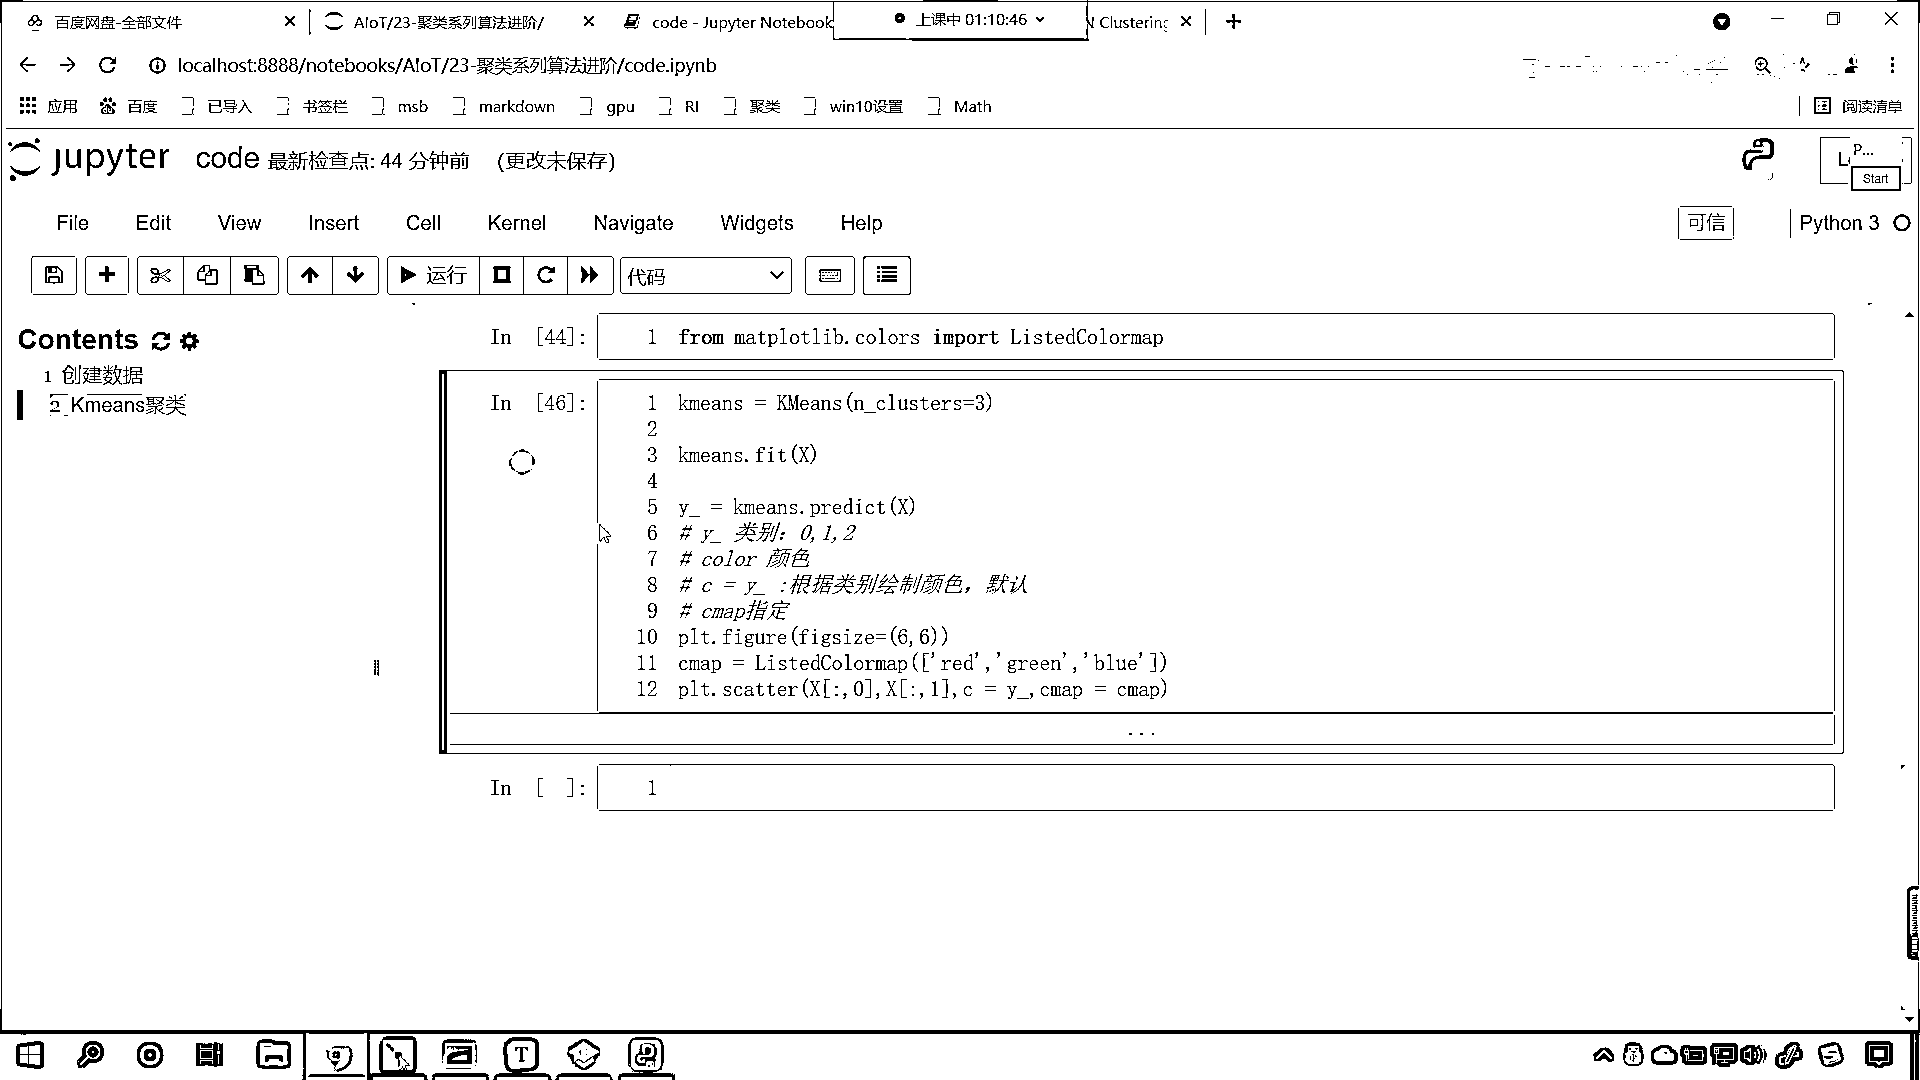 百度网盘-全部文件
AIoT/23-聚类系列算法进阶/
code - Jupyter Notebook
上课中 01:10:46
Clustering
localhost:8888/notebooks/AIoT/23-聚类系列算法进阶/code.ipynb
应用 百度 已导入 书签栏 msb markdown gpu RI 聚类 win10设置 Math 阅读清单
jupyter code 最新检查点: 44 分钟前 (更改未保存)
P...
Start
File Edit View Insert Cell Kernel Navigate Widgets Help 可信 Python 3
运行 代码
Contents
1 创建数据
2 Kmeans聚类
In [44]: 1 from matplotlib.colors import ListedColormap
In [46]: 1 kmeans = KMeans(n_clusters=3)
2
3 kmeans.fit(X)
4
5 y_ = kmeans.predict(X)
6 # y_ 类别：0,1,2
7 # color 颜色
8 # c = y_ :根据类别绘制颜色，默认
9 # cmap指定
10 plt.figure(figsize=(6,6))
11 cmap = ListedColormap(['red','green','blue'])
12 plt.scatter(X[:,0],X[:,1],c = y_,cmap = cmap)
...
In [ ]: 1